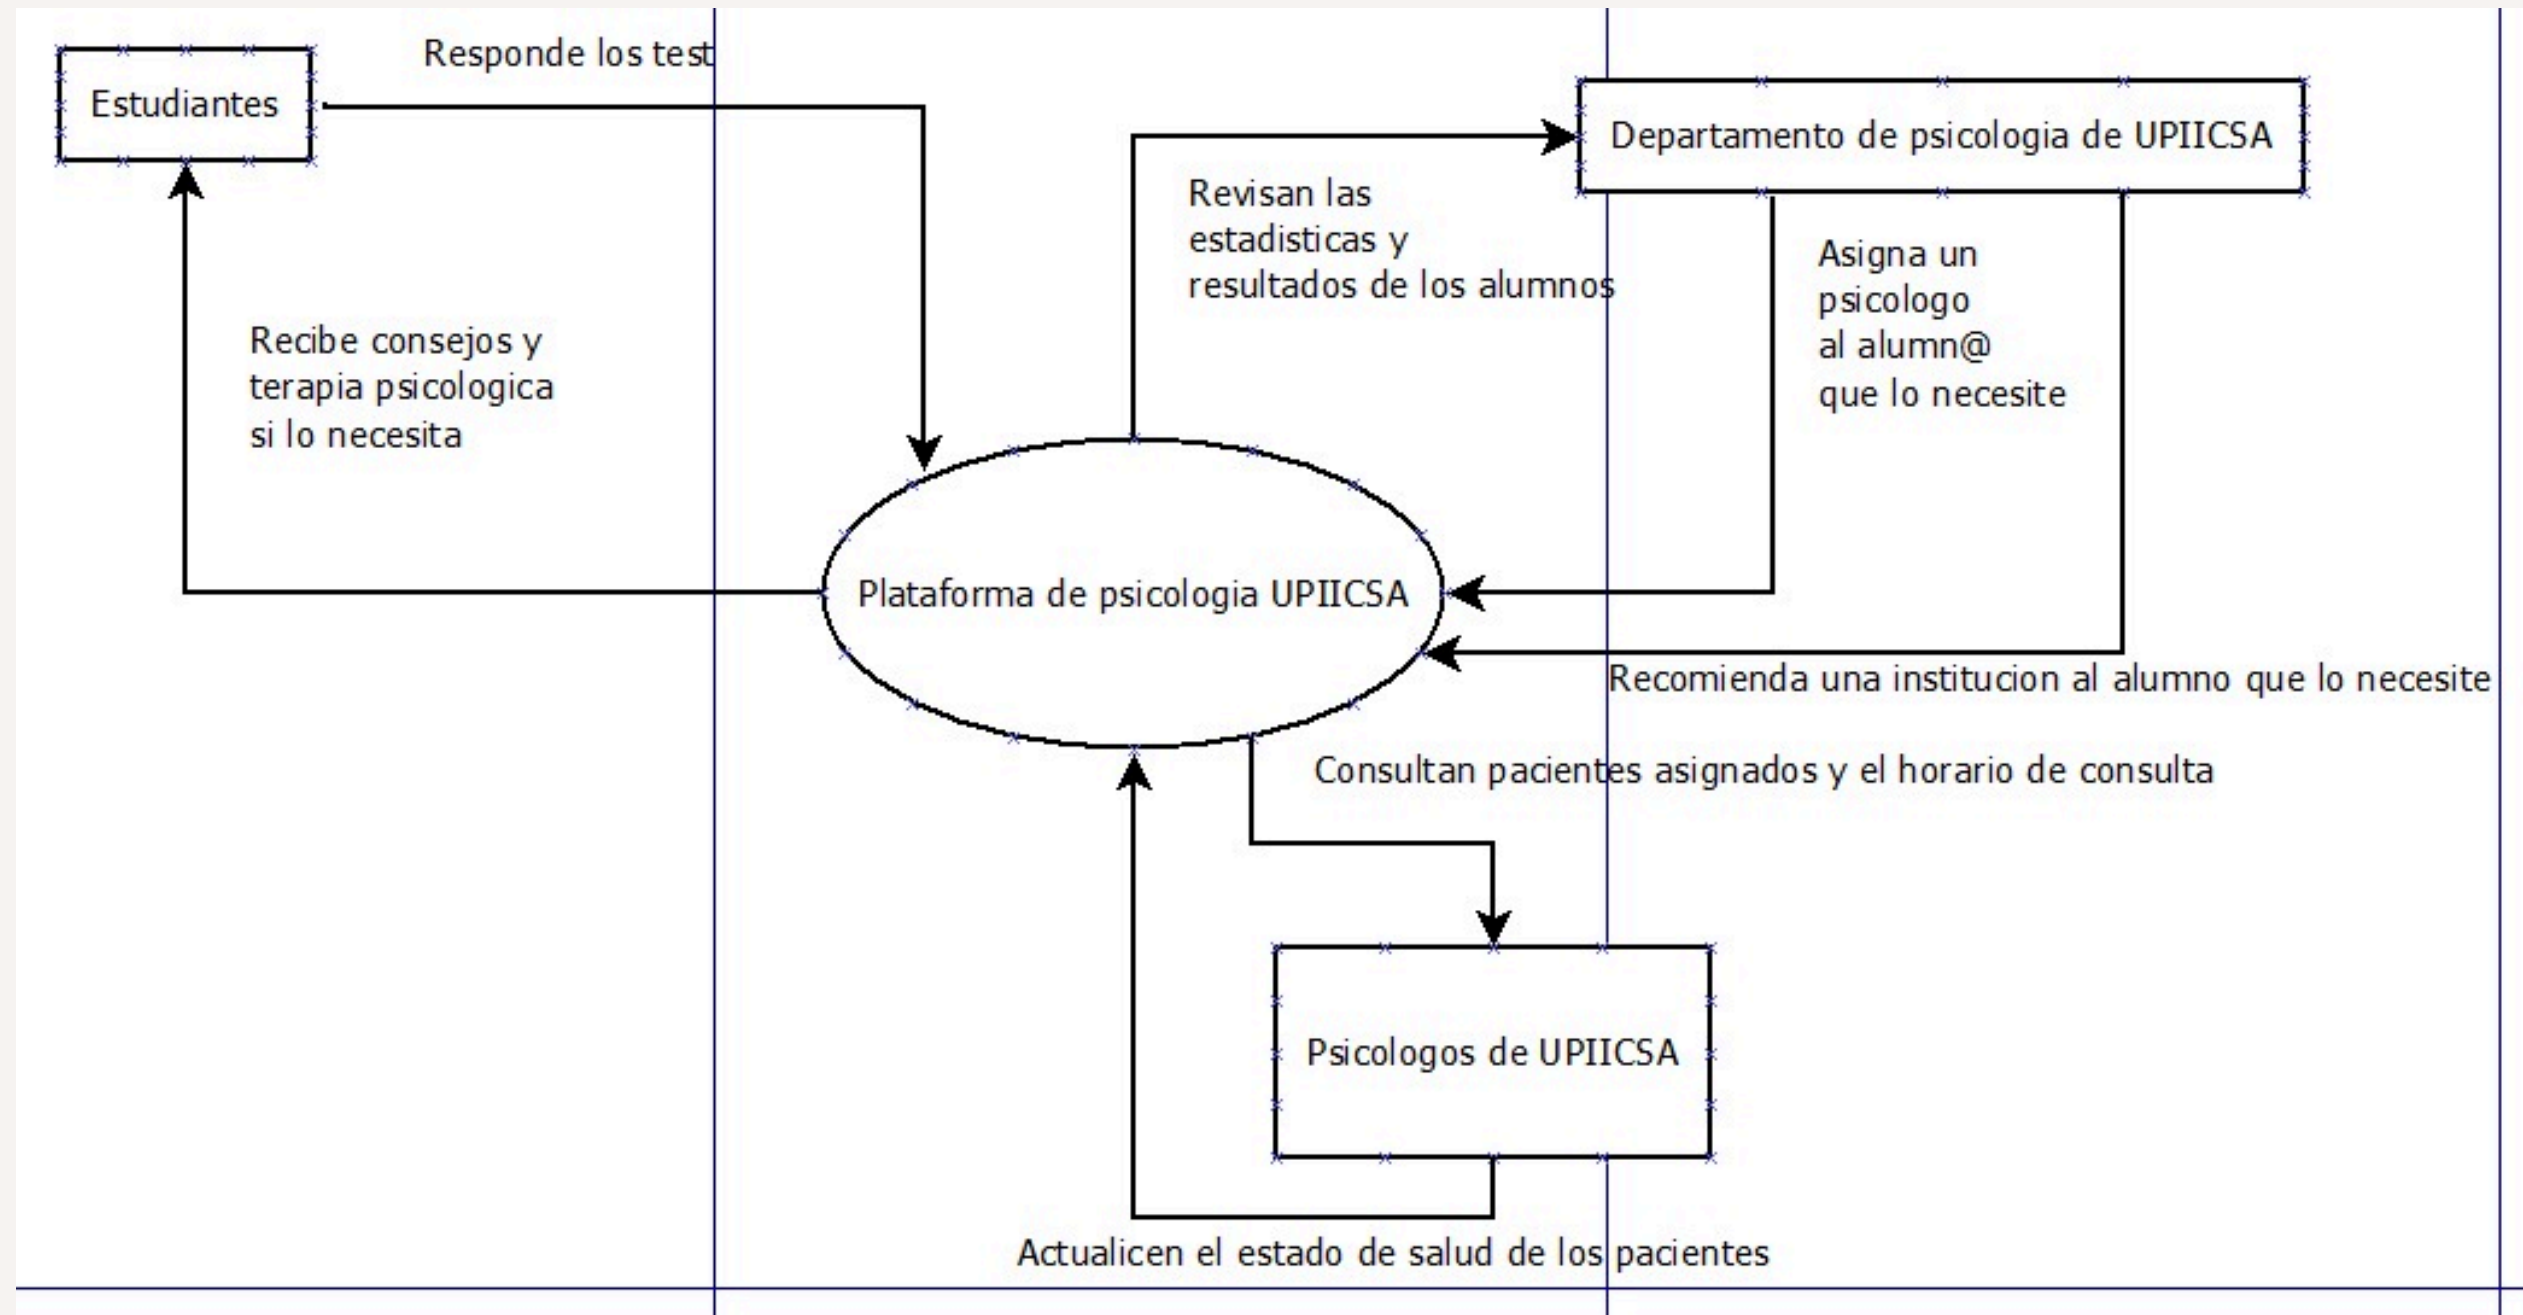 Responde los test
Estudiantes
Departamento de psicologia de UPIICSA
Revisan las
estadisticas y
resultados de los alumnos
Asigna un
psicologo
al alumn@
que lo necesite
Recibe consejos y
terapia psicologica
si lo necesita
Plataforma de psicologia UPIICSA
Recomienda una institucion al alumno que lo necesite
Consultan pacientes asignados y el horario de consulta
Psicologos de UPIICSA
Actualicen el estado de salud de los pacientes